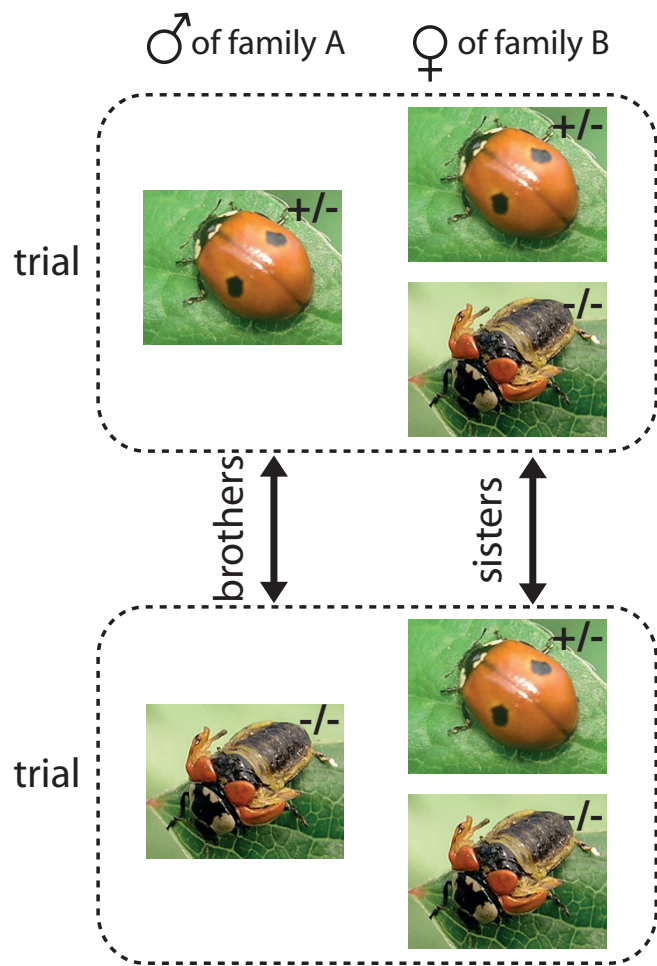 ♂ of family A
♀ of family B
trial
+/-
+/-
-/-
brothers
sisters
trial
-/-
+/-
-/-